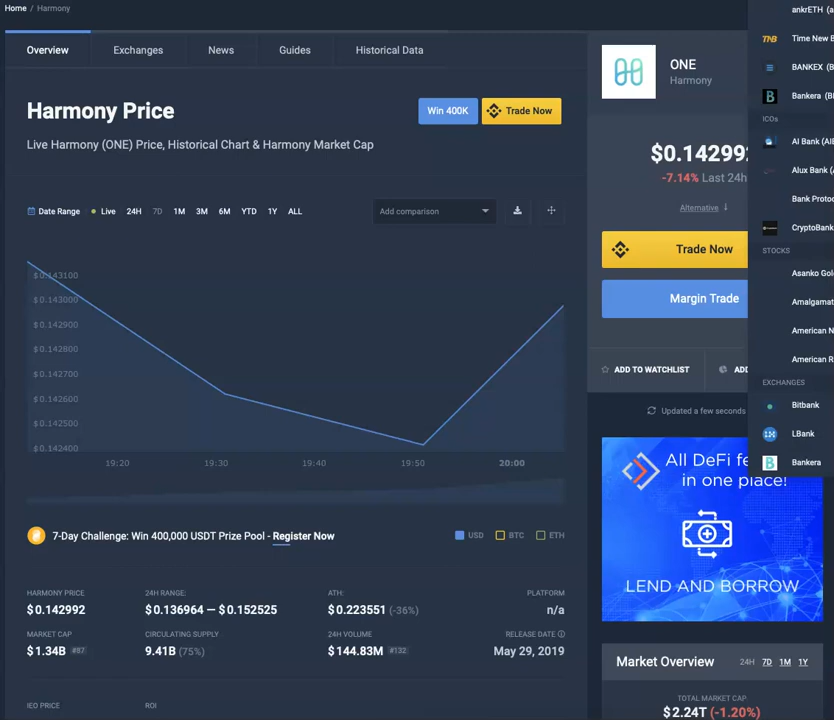 Home / Harmony
Overview
Exchanges
News
Guides
Historical Data
Harmony Price
Win 400K
Trade Now
Live Harmony (ONE) Price, Historical Chart & Harmony Market Cap
Date Range
Live
24H
7D
1M
3M
6M
YTD
1Y
ALL
Add comparison
$0.143100
$0.143000
$0.142900
$0.142800
$0.142700
$0.142600
$0.142500
$0.142400
19:20
19:30
19:40
19:50
20:00
7-Day Challenge: Win 400,000 USDT Prize Pool - Register Now
USD
BTC
ETH
HARMONY PRICE
$0.142992
24H RANGE:
$0.136964 — $0.152525
ATH:
$0.223551 (-36%)
PLATFORM
n/a
MARKET CAP
$1.34B #87
CIRCULATING SUPPLY
9.41B (75%)
24H VOLUME
$144.83M #132
RELEASE DATE
May 29, 2019
IEO PRICE
ROI
ONE
Harmony
$0.14299
-7.14% Last 24h
Alternative
Trade Now
Margin Trade
ADD TO WATCHLIST
ADD
Updated a few seconds
All DeFi fe
in one place!
LEND AND BORROW
Market Overview
24H
7D
1M
1Y
TOTAL MARKET CAP
$2.24T (-1.20%)
ankrETH (a
TNB
Time New B
BANKEX (B
Bankera (B
ICOs
AI Bank (AI
Alux Bank (
Bank Proto
CryptoBank
STOCKS
Asanko Gol
Amalgamat
American N
American R
EXCHANGES
Bitbank
LBank
Bankera